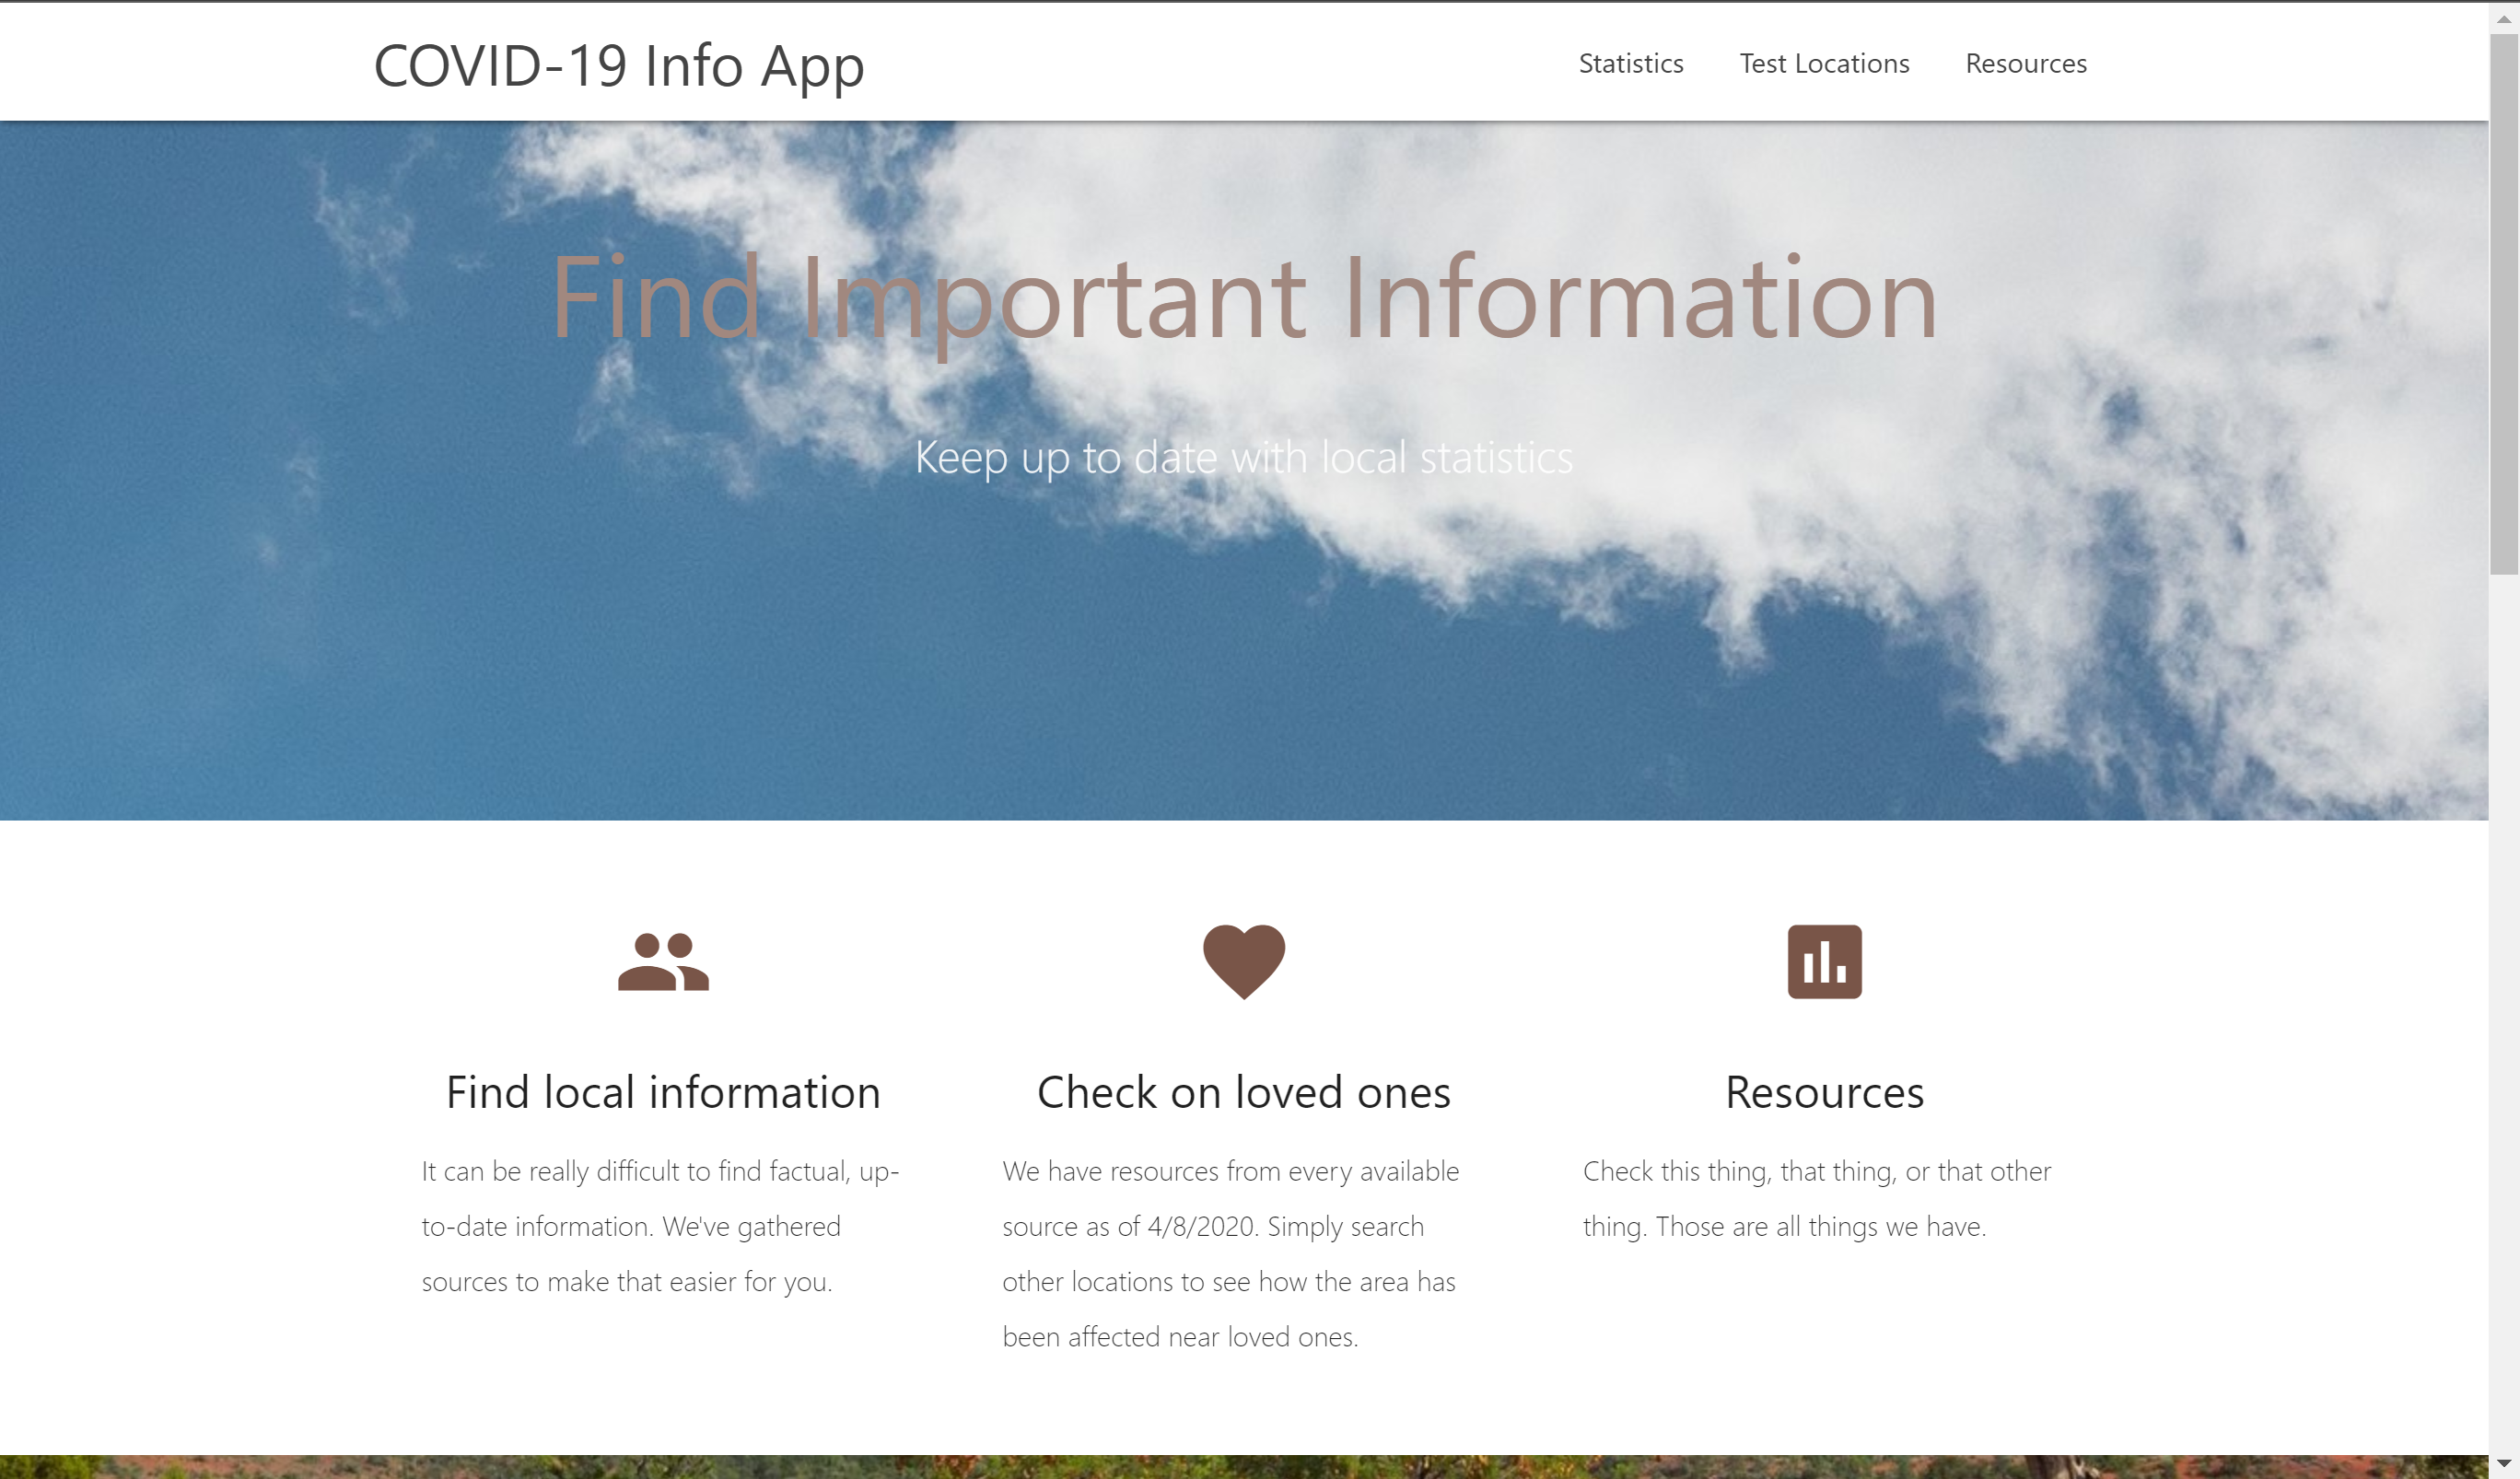 COVID-19 Info App
Statistics
Test Locations
Resources
Find Important Information
Keep up to date with local statistics
Find local information
It can be really difficult to find factual, up-
to-date information. We've gathered
sources to make that easier for you.
Check on loved ones
We have resources from every available
source as of 4/8/2020. Simply search
other locations to see how the area has
been affected near loved ones.
Resources
Check this thing, that thing, or that other
thing. Those are all things we have.